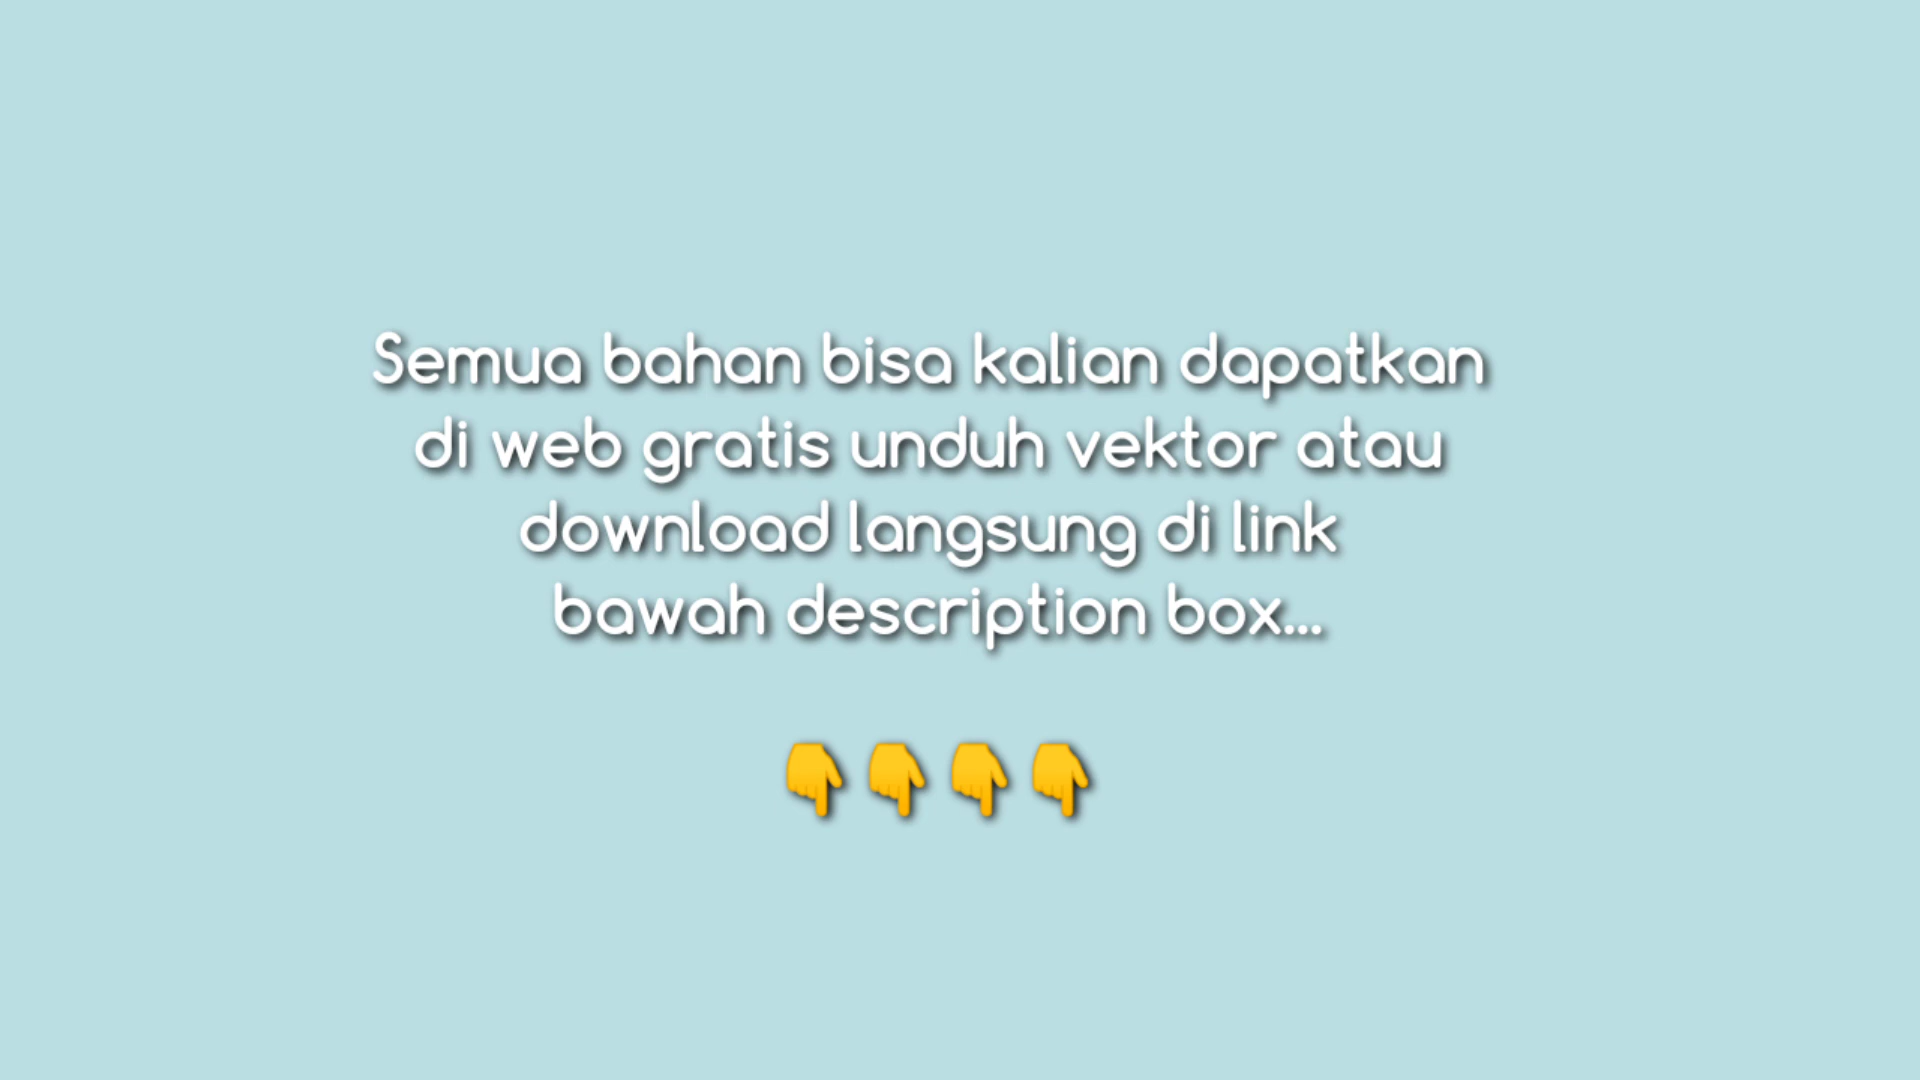 Semua bahan bisa kalian dapatkan
di web gratis unduh vektor atau
download langsung di link
bawah description box...
👇👇👇👇